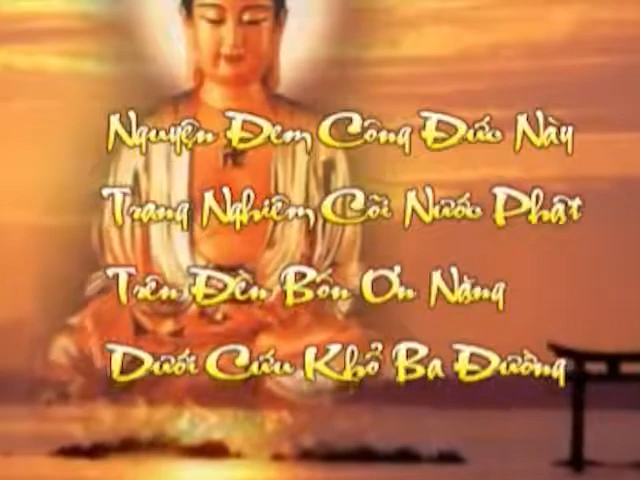 Nguyện Đem Công Đức Này
Trang Nghiêm Cõi Nước Phật
Trên Đền Bốn Ơn Nặng
Dưới Cứu Khổ Ba Đường